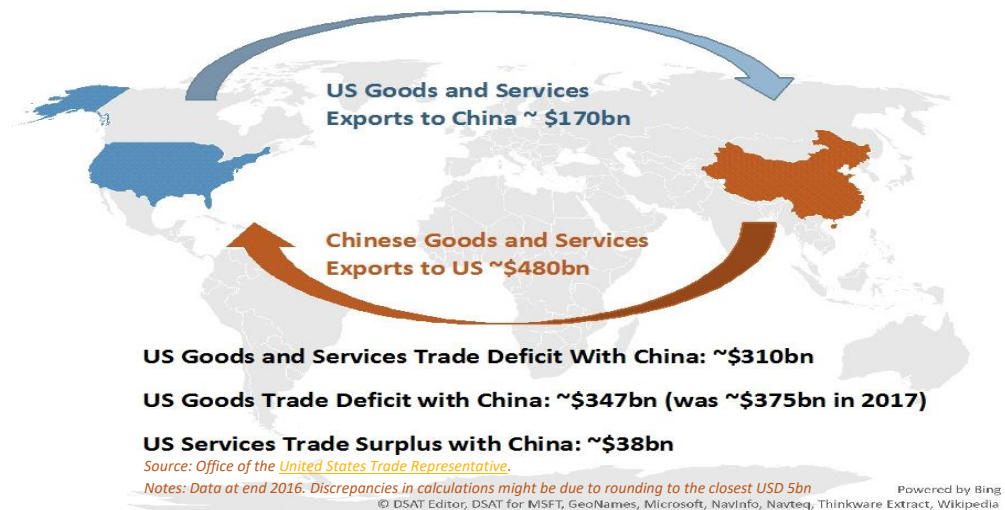 US Goods and Services
Exports to China ~ $170bn
Chinese Goods and Services
Exports to US ~$480bn
US Goods and Services Trade Deficit With China: ~$310bn
US Goods Trade Deficit with China: ~$347bn (was ~$375bn in 2017)
US Services Trade Surplus with China: ~$38bn
Source: Office of the United States Trade Representative.
Notes: Data at end 2016. Discrepancies in calculations might be due to rounding to the closest USD 5bn
Powered by Bing
© DSAT Editor, DSAT for MSFT, GeoNames, Microsoft, NavInfo, Navteq, Thinkware Extract, Wikipedia